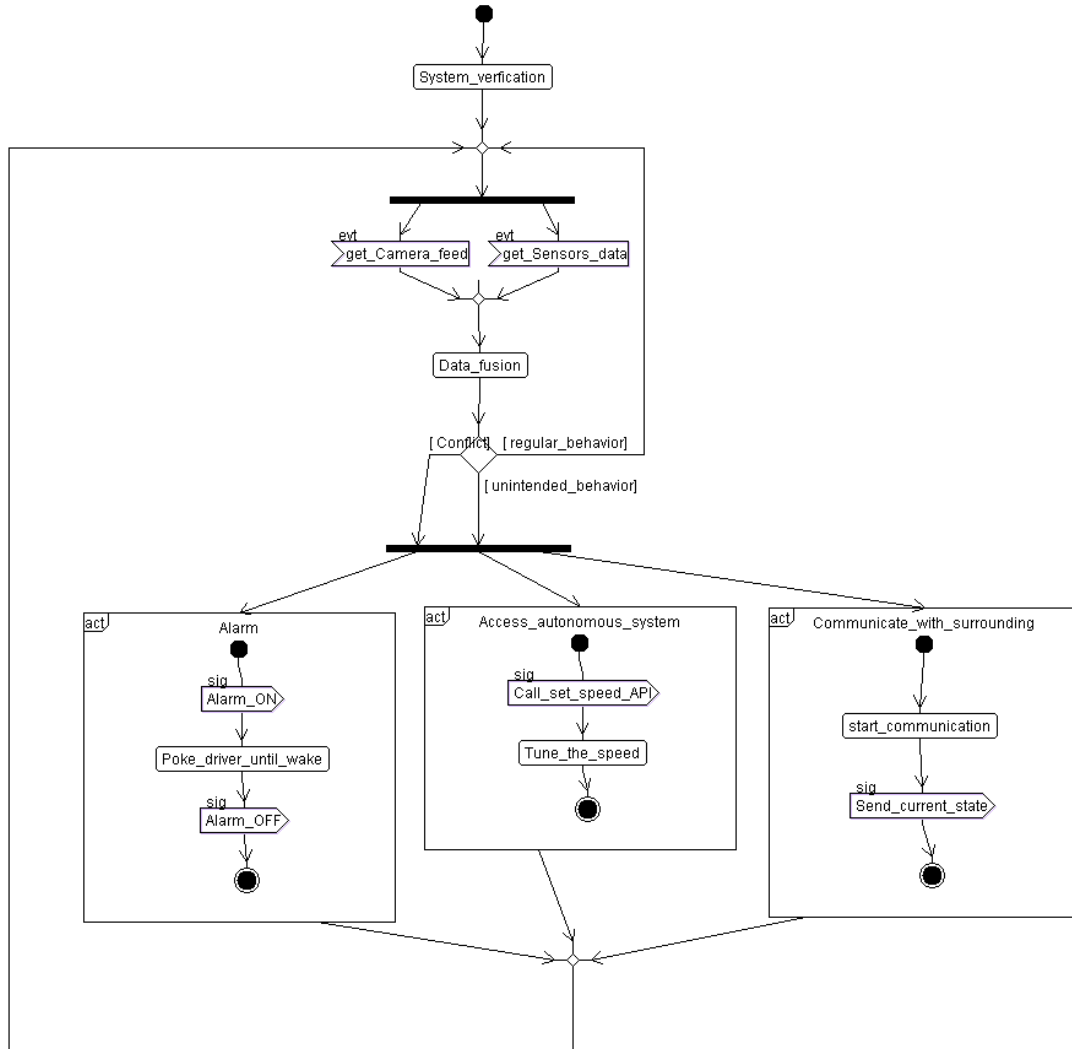 System_verfication
evt
get_Camera_feed
evt
get_Sensors_data
Data_fusion
[ Conflict]
[ regular_behavior]
[ unintended_behavior]
act
Alarm
sig
Alarm_ON
Poke_driver_until_wake
sig
Alarm_OFF
act
Access_autonomous_system
sig
Call_set_speed_API
Tune_the_speed
act
Communicate_with_surrounding
start_communication
sig
Send_current_state